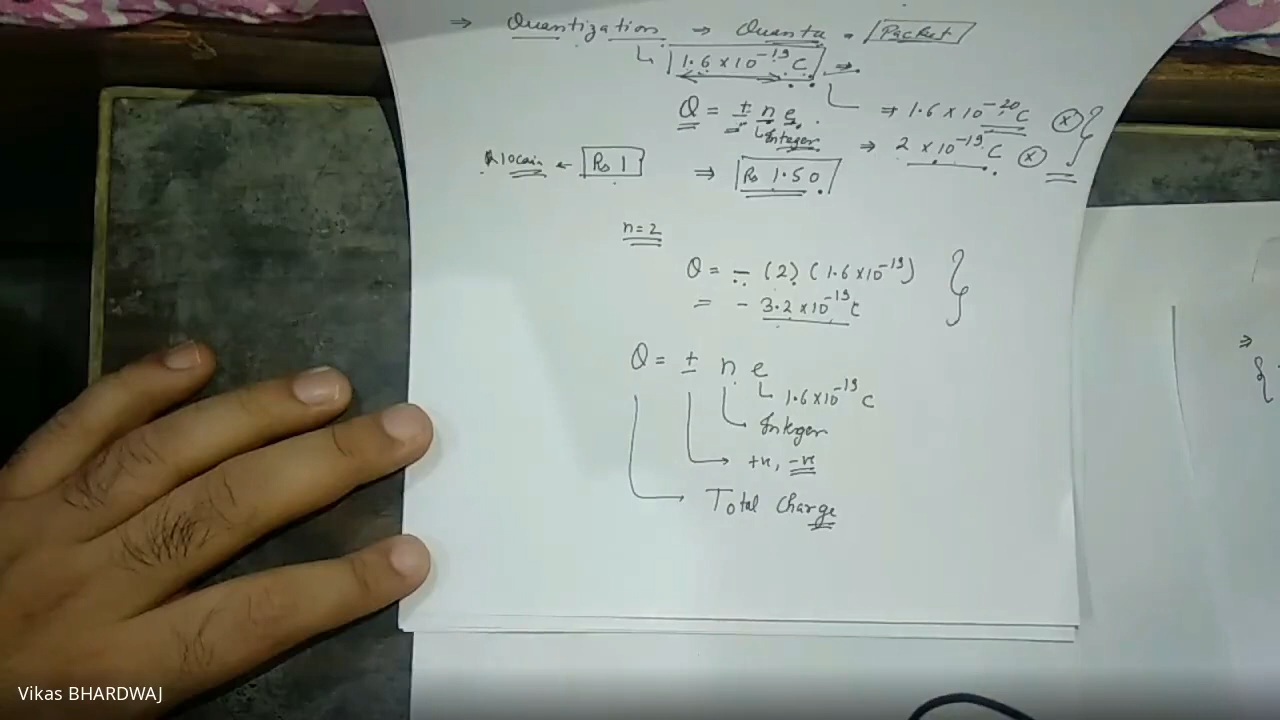 ⇒ Quantization → Quanta = Packet
1.6 × 10⁻¹⁹ C ⇒
Q = ± n e. ⇒ 1.6 × 10⁻²⁰ C ⓧ
Integer ⇒ 2 × 10⁻¹⁹ C ⓧ
10 coin ← Rs 1 ⇒ Rs 1.50
n = 2
Q = − (2) (1.6 × 10⁻¹⁹)
= − 3.2 × 10⁻¹⁹ C
Q = ± n e
1.6 × 10⁻¹⁹ C
Integer
Total Charge
⇒
Vikas BHARDWAJ